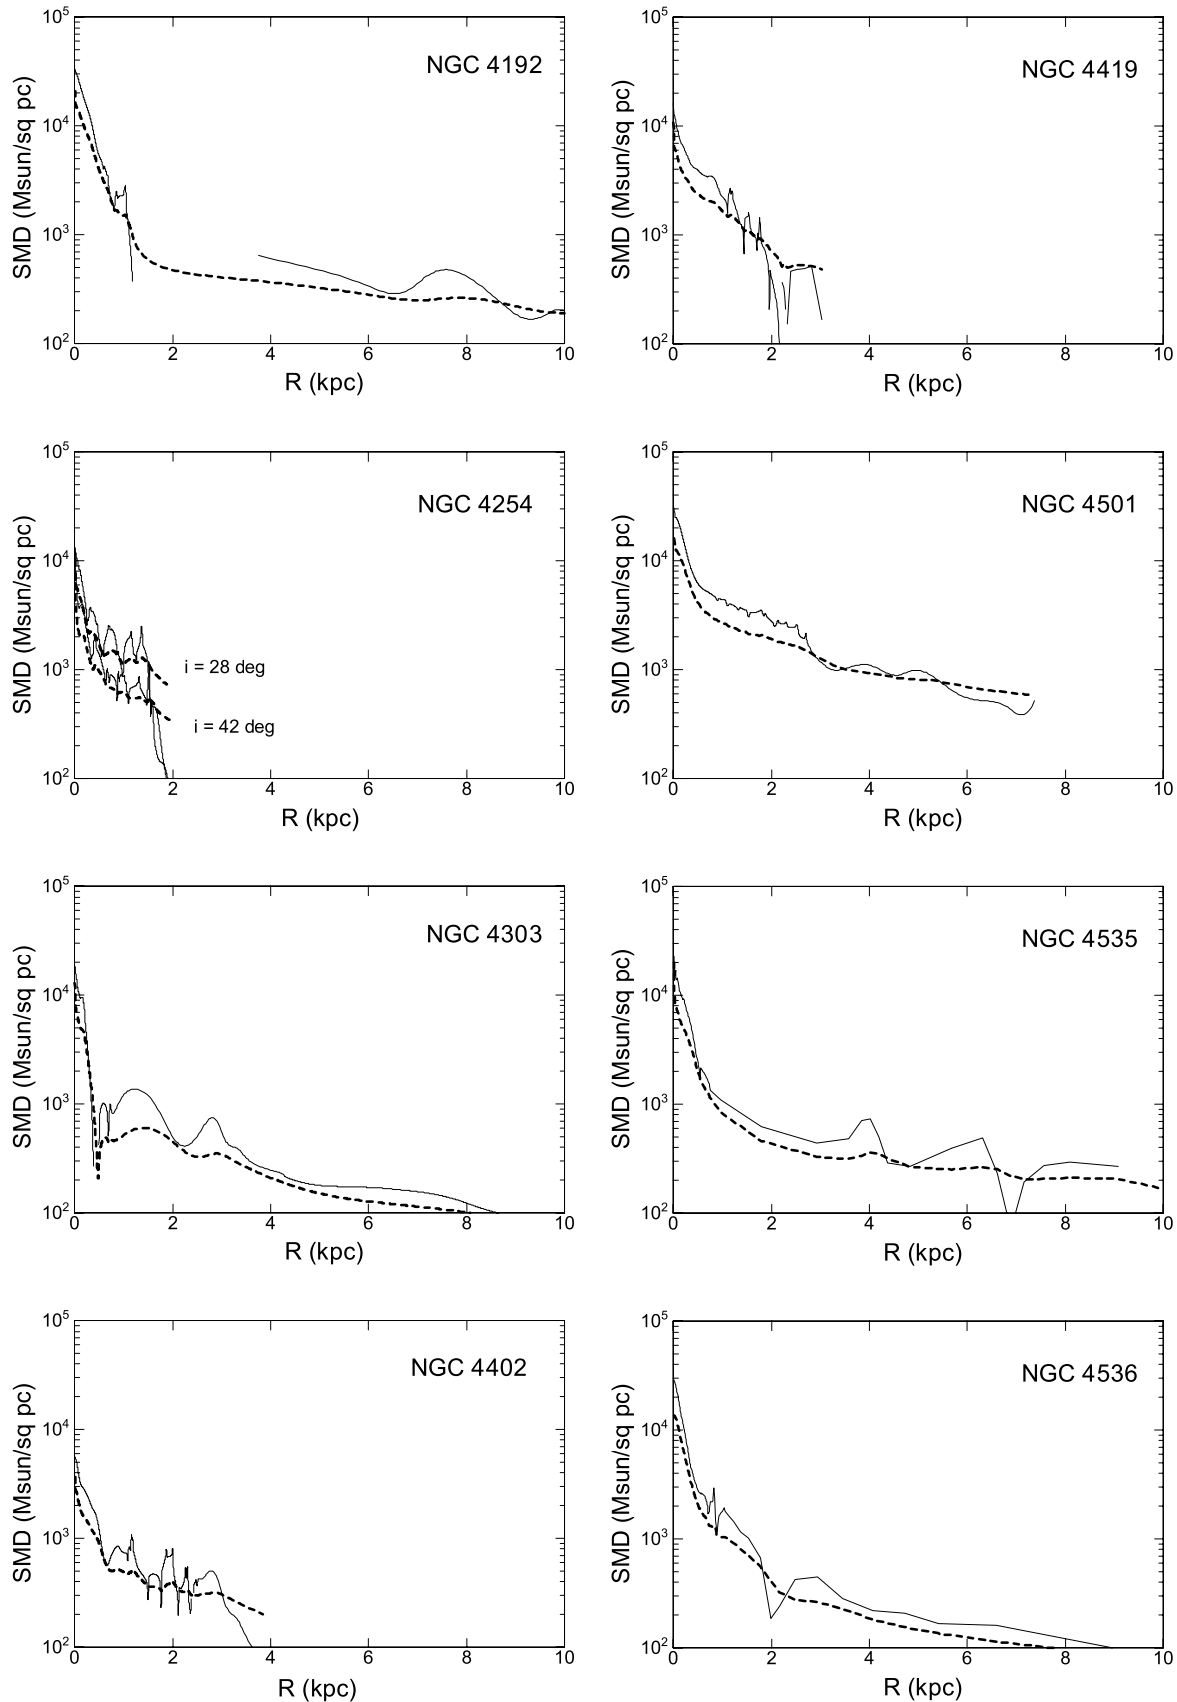 NGC 4192
SMD (Msun/sq pc)
10^5
10^4
10^3
10^2
0 2 4 6 8 10
R (kpc)
NGC 4419
SMD (Msun/sq pc)
10^5
10^4
10^3
10^2
0 2 4 6 8 10
R (kpc)
NGC 4254
i = 28 deg
i = 42 deg
SMD (Msun/sq pc)
10^5
10^4
10^3
10^2
0 2 4 6 8 10
R (kpc)
NGC 4501
SMD (Msun/sq pc)
10^5
10^4
10^3
10^2
0 2 4 6 8 10
R (kpc)
NGC 4303
SMD (Msun/sq pc)
10^5
10^4
10^3
10^2
0 2 4 6 8 10
R (kpc)
NGC 4535
SMD (Msun/sq pc)
10^5
10^4
10^3
10^2
0 2 4 6 8 10
R (kpc)
NGC 4402
SMD (Msun/sq pc)
10^5
10^4
10^3
10^2
0 2 4 6 8 10
R (kpc)
NGC 4536
SMD (Msun/sq pc)
10^5
10^4
10^3
10^2
0 2 4 6 8 10
R (kpc)